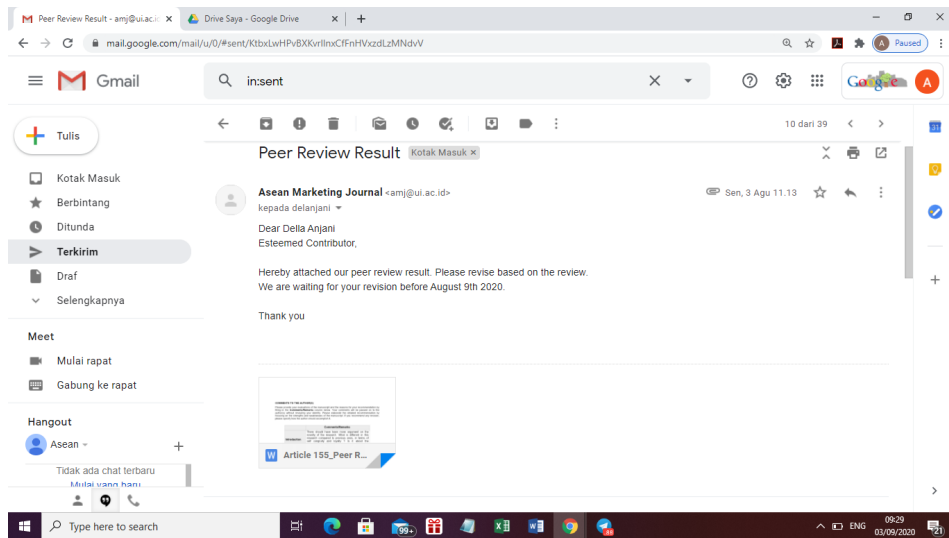 Peer Review Result - amj@ui.ac.i
Drive Saya - Google Drive
mail.google.com/mail/u/0/#sent/KtbxLwHPvBXKvrllnxCfFnHVxzdLzMNdvV
A Paused
Gmail
in:sent
A
Tulis
10 dari 39
Peer Review Result Kotak Masuk ×
Kotak Masuk
Berbintang
Ditunda
Terkirim
Draf
Selengkapnya
Asean Marketing Journal <amj@ui.ac.id>
Sen, 3 Agu 11.13
kepada delanjani
Dear Della Anjani
Esteemed Contributor,
Hereby attached our peer review result. Please revise based on the review.
We are waiting for your revision before August 9th 2020.
Thank you
Meet
Mulai rapat
Gabung ke rapat
Hangout
Asean
Tidak ada chat terbaru
Mulai yang baru
W Article 155_Peer R...
Type here to search
99+
ENG
09:29
03/09/2020
21